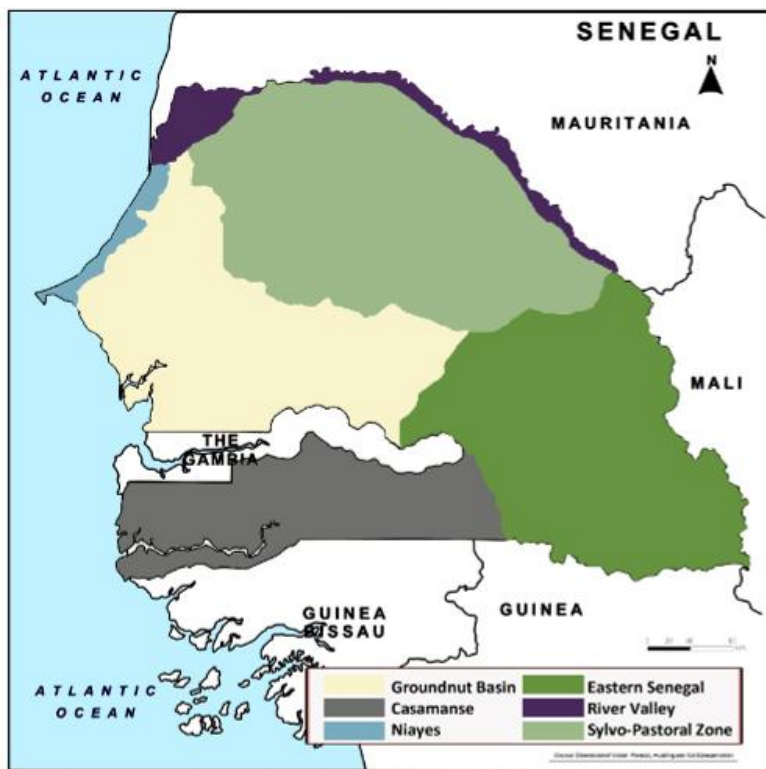 SENEGAL
ATLANTIC
OCEAN
N
MAURITANIA
MALI
THE
GAMBIA
GUINEA
BISSAU
GUINEA
ATLANTIC
OCEAN
Groundnut Basin
Eastern Senegal
Casamanse
River Valley
Niayes
Sylvo-Pastoral Zone